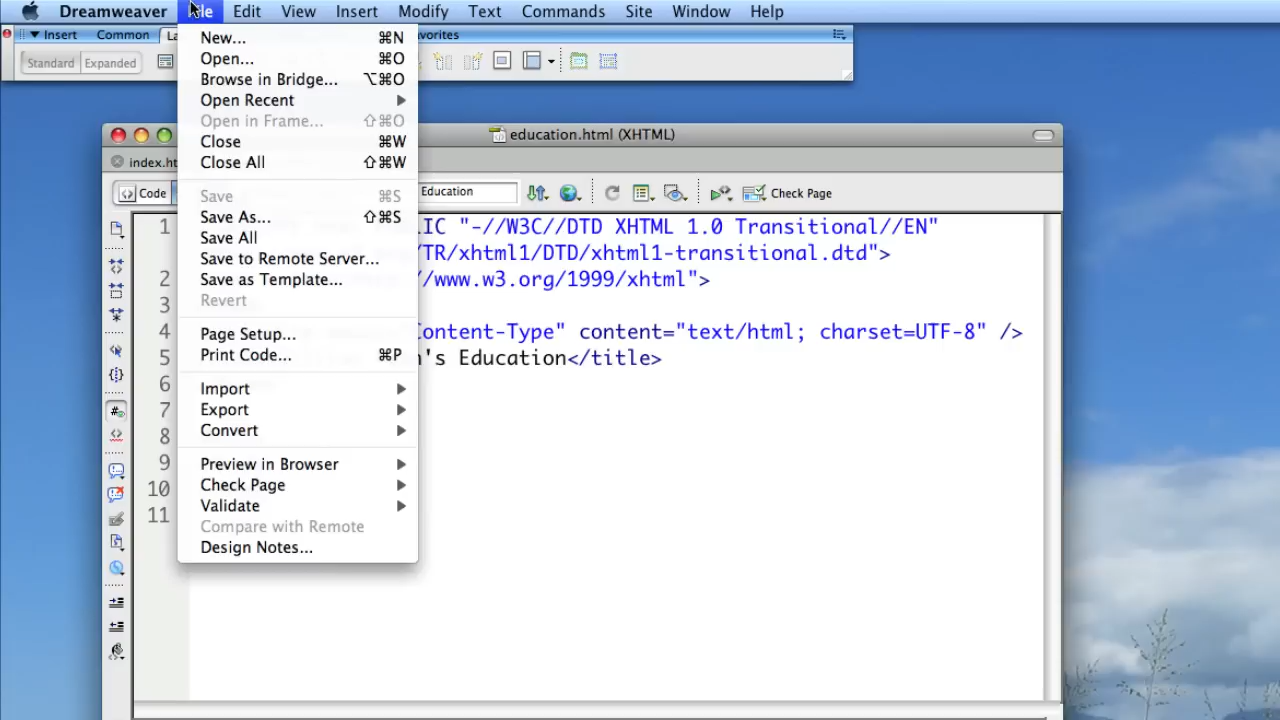 Dreamweaver File Edit View Insert Modify Text Commands Site Window Help
Insert Common
Standard Expanded
New... ⌘N
Open... ⌘O
Browse in Bridge... ⌥⌘O
Open Recent
Open in Frame... ⇧⌘O
Close ⌘W
Close All ⇧⌘W
Save ⌘S
Save As... ⇧⌘S
Save All
Save to Remote Server...
Save as Template...
Revert
Page Setup...
Print Code... ⌘P
Import
Export
Convert
Preview in Browser
Check Page
Validate
Compare with Remote
Design Notes...
education.html (XHTML)
Code
Education
Check Page
1 "-//W3C//DTD XHTML 1.0 Transitional//EN"
/TR/xhtml1/DTD/xhtml1-transitional.dtd">
2 //www.w3.org/1999/xhtml">
3
4 Content-Type" content="text/html; charset=UTF-8" />
5 's Education</title>
6
7
8
9
10
11